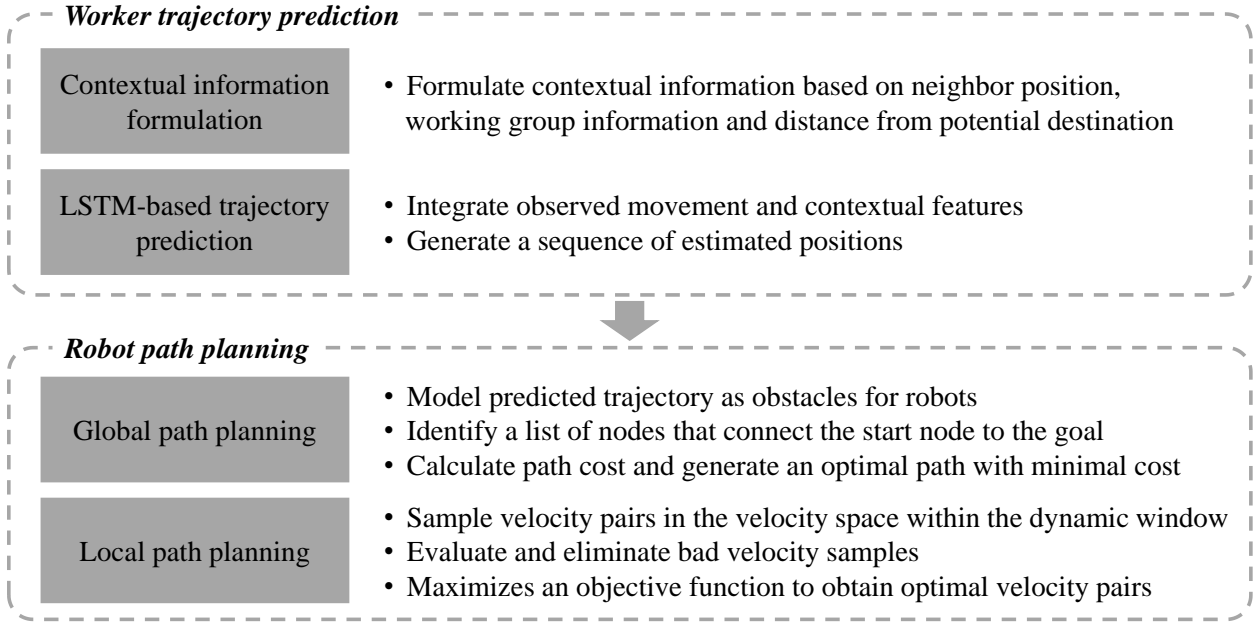 Worker trajectory prediction
Contextual information
formulation
• Formulate contextual information based on neighbor position,
working group information and distance from potential destination
LSTM-based trajectory
prediction
• Integrate observed movement and contextual features
• Generate a sequence of estimated positions
Robot path planning
Global path planning
• Model predicted trajectory as obstacles for robots
• Identify a list of nodes that connect the start node to the goal
• Calculate path cost and generate an optimal path with minimal cost
Local path planning
• Sample velocity pairs in the velocity space within the dynamic window
• Evaluate and eliminate bad velocity samples
• Maximizes an objective function to obtain optimal velocity pairs